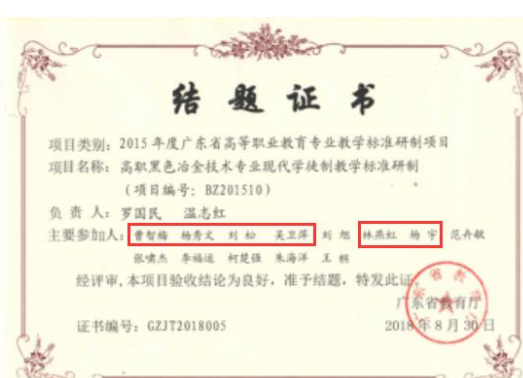 结题证书
项目类别：2015年度广东省高等职业教育专业教学标准研制项目
项目名称：高职黑色冶金技术专业现代学徒制教学标准研制
（项目编号：BZ201510）
负责人：罗国民 温志红
主要参加人：曹智梅 杨秀文 刘松 吴卫萍 刘旭 林燕虹 杨宇 范卉敏
张啸杰 李福运 柯楚强 朱海洋 王桐
经评审，本项目验收结论为良好，准予结题，特发此证。
广东省教育厅
证书编号：GZJT2018005 2018年8月30日